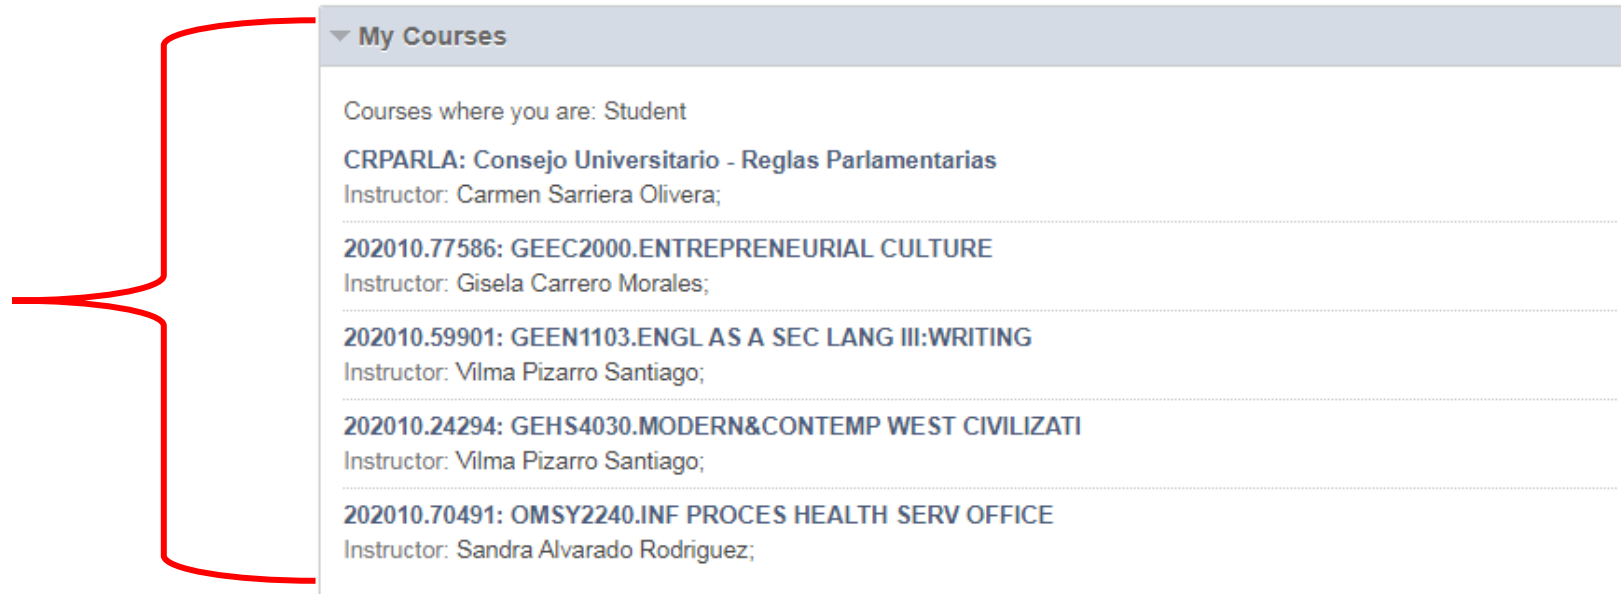 My Courses
Courses where you are: Student
CRPARLA: Consejo Universitario - Reglas Parlamentarias
Instructor: Carmen Sarriera Olivera;
202010.77586: GEEC2000.ENTREPRENEURIAL CULTURE
Instructor: Gisela Carrero Morales;
202010.59901: GEEN1103.ENGL AS A SEC LANG III:WRITING
Instructor: Vilma Pizarro Santiago;
202010.24294: GEHS4030.MODERN&CONTEMP WEST CIVILIZATI
Instructor: Vilma Pizarro Santiago;
202010.70491: OMSY2240.INF PROCES HEALTH SERV OFFICE
Instructor: Sandra Alvarado Rodriguez;